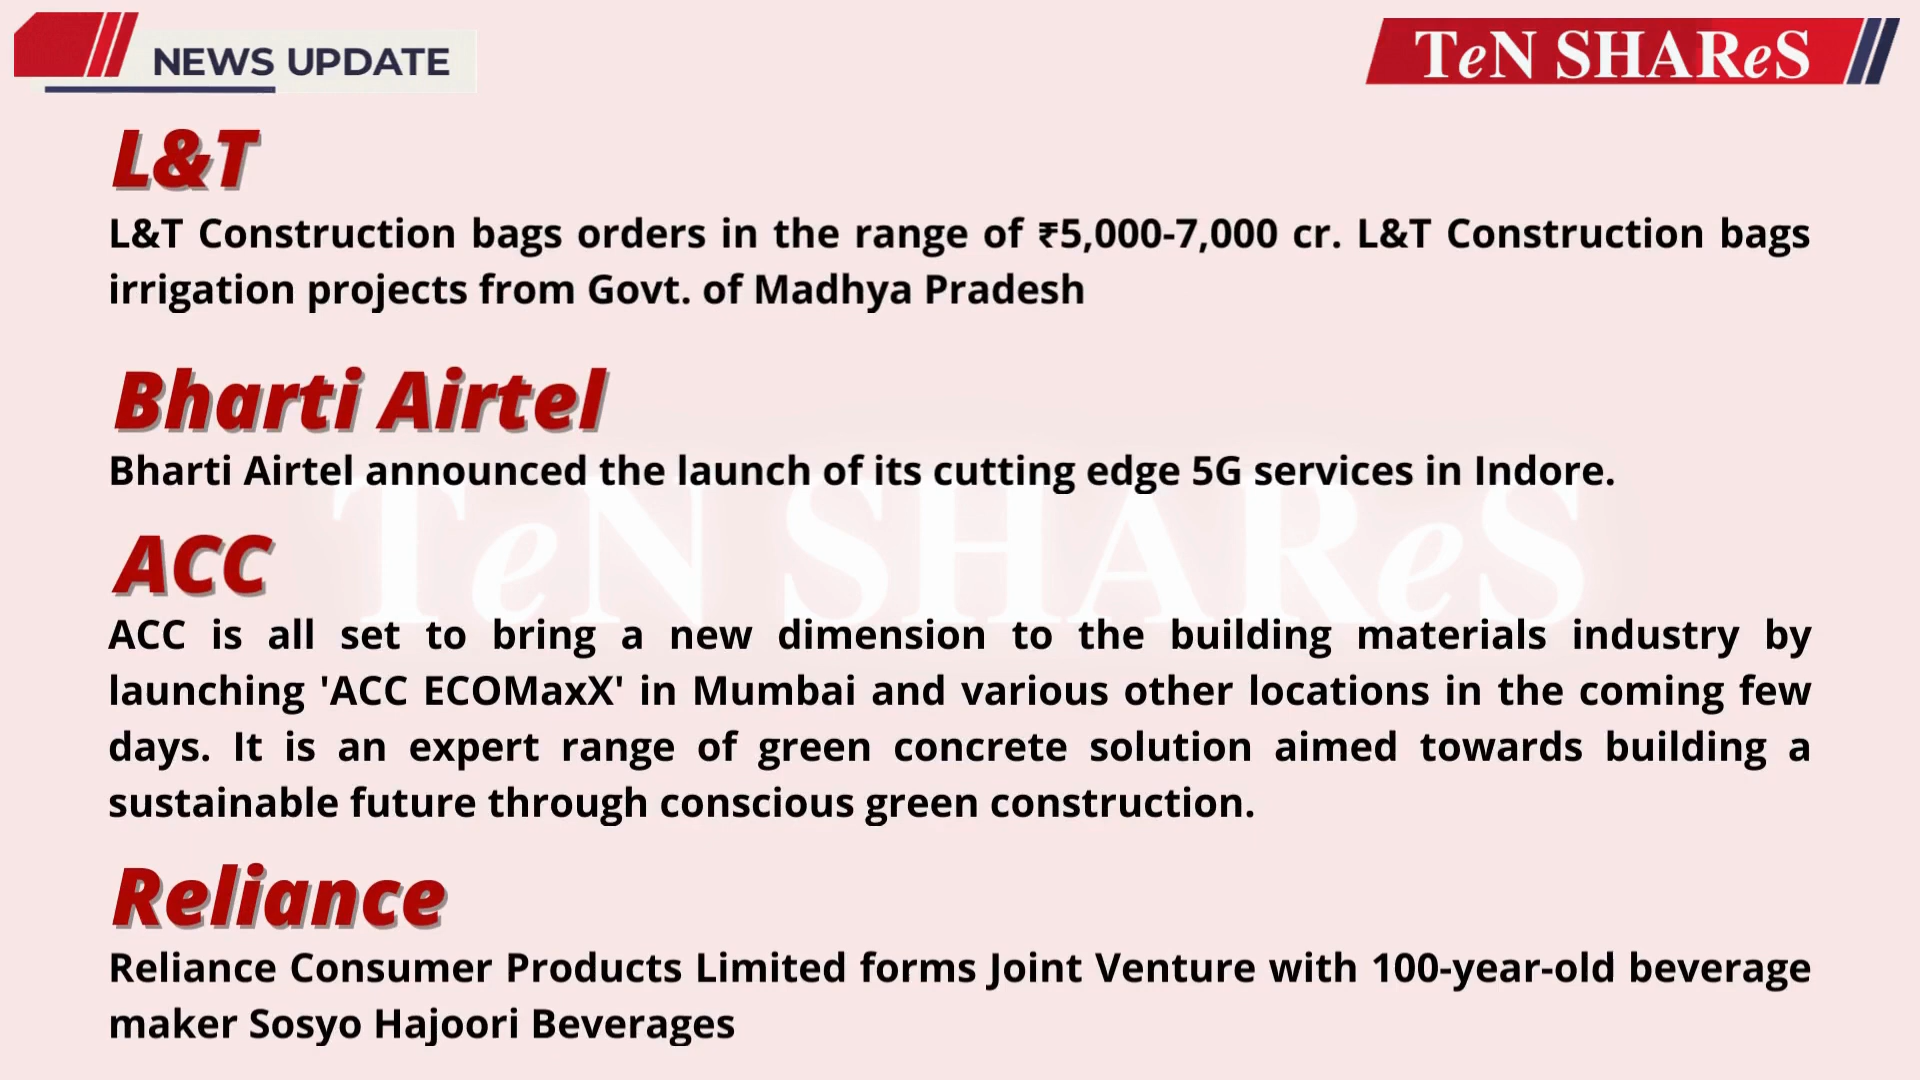 NEWS UPDATE
TeN SHAReS
L&T
L&T Construction bags orders in the range of ₹5,000-7,000 cr. L&T Construction bags
irrigation projects from Govt. of Madhya Pradesh
Bharti Airtel
Bharti Airtel announced the launch of its cutting edge 5G services in Indore.
TeN SHAReS
ACC
ACC is all set to bring a new dimension to the building materials industry by
launching 'ACC ECOMaxX' in Mumbai and various other locations in the coming few
days. It is an expert range of green concrete solution aimed towards building a
sustainable future through conscious green construction.
Reliance
Reliance Consumer Products Limited forms Joint Venture with 100-year-old beverage
maker Sosyo Hajoori Beverages